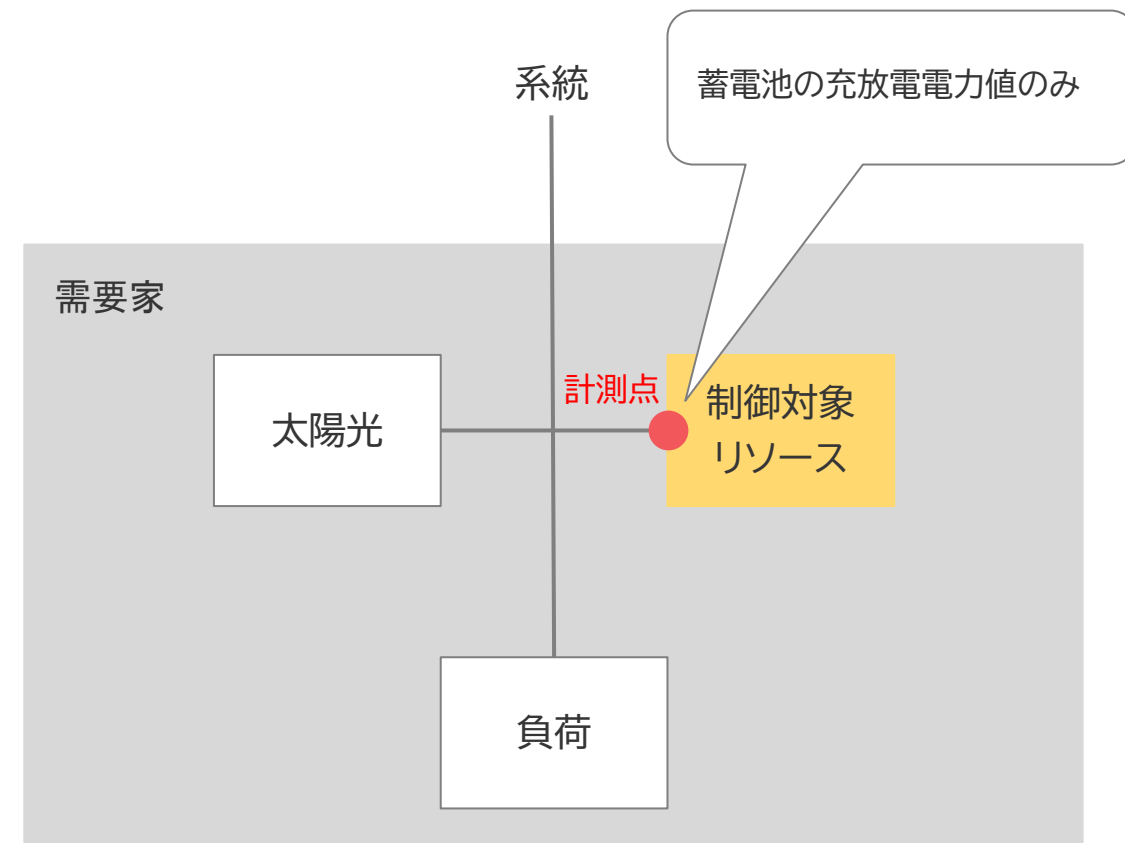 系統
蓄電池の充放電電力値のみ
需要家
計測点
太陽光
制御対象
リソース
負荷